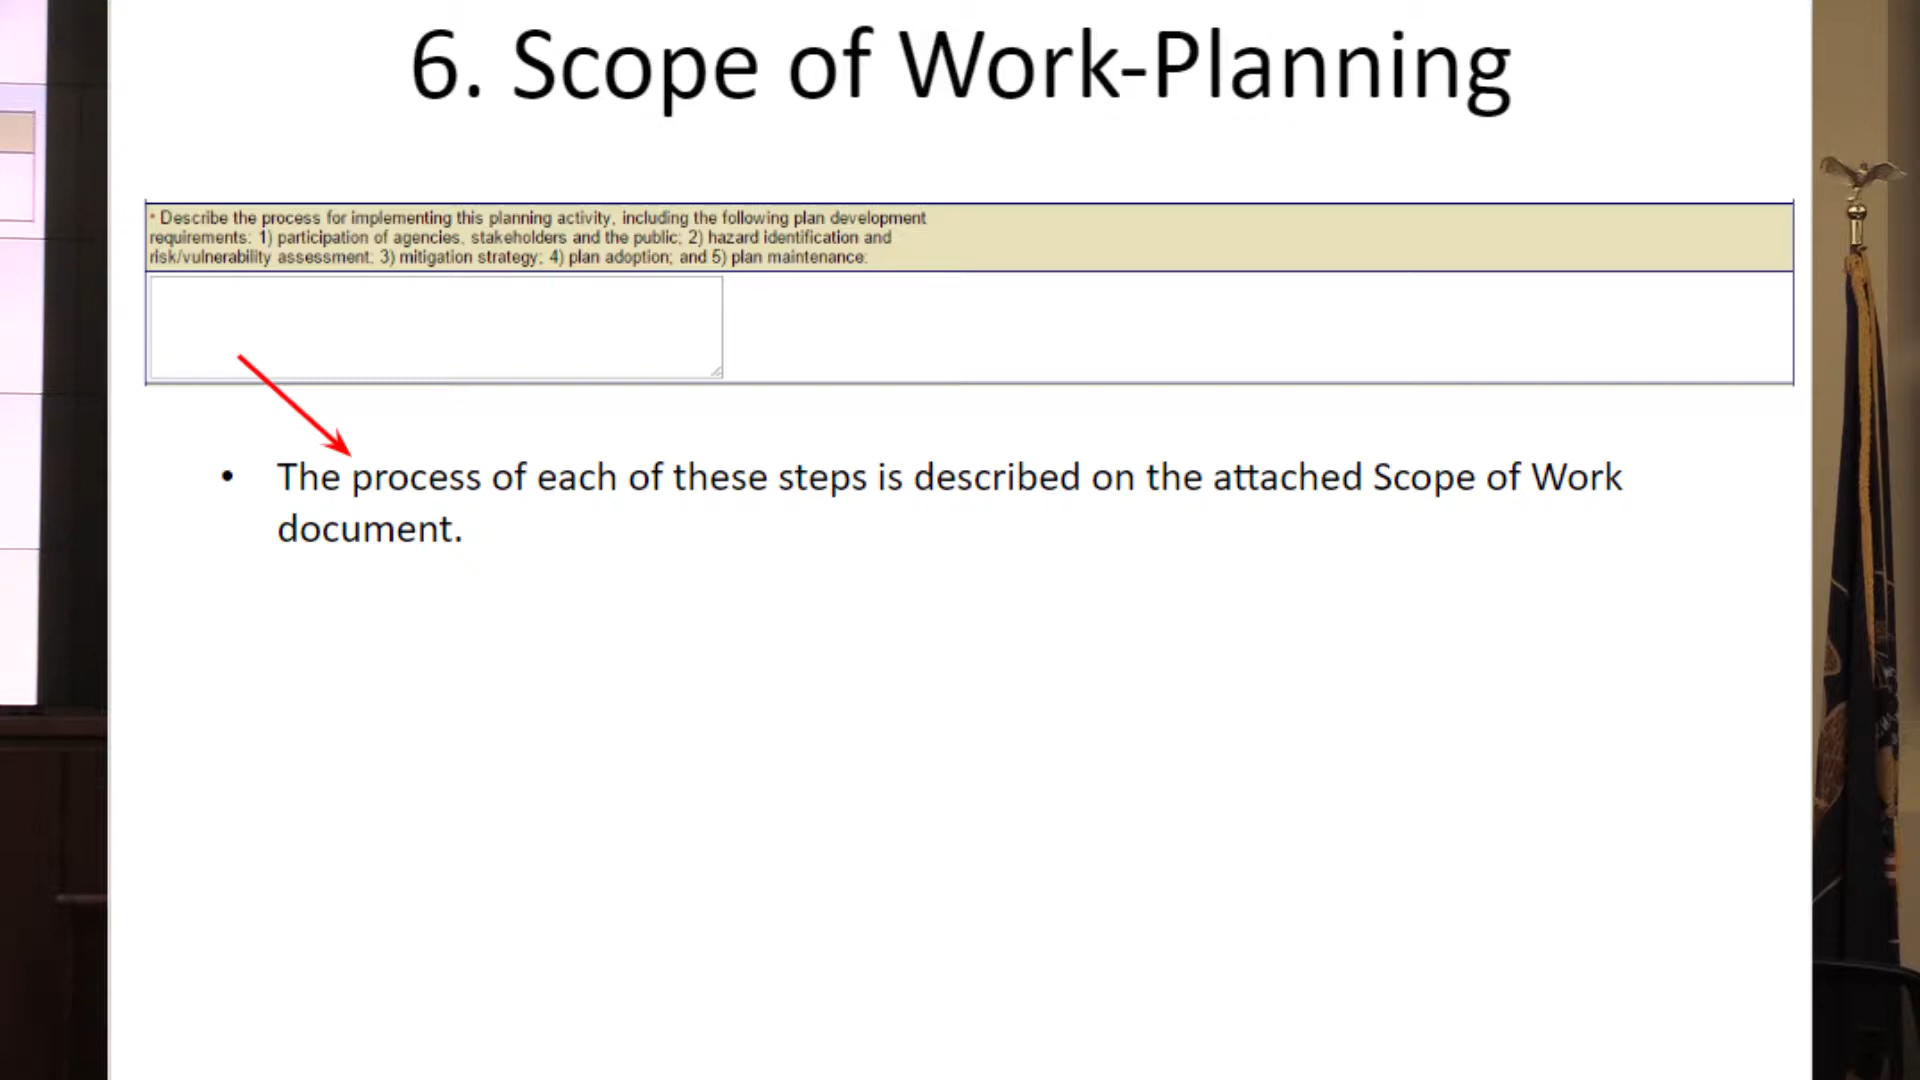 6. Scope of Work-Planning
* Describe the process for implementing this planning activity, including the following plan development
requirements: 1) participation of agencies, stakeholders and the public; 2) hazard identification and
risk/vulnerability assessment; 3) mitigation strategy; 4) plan adoption; and 5) plan maintenance.
• The process of each of these steps is described on the attached Scope of Work
document.